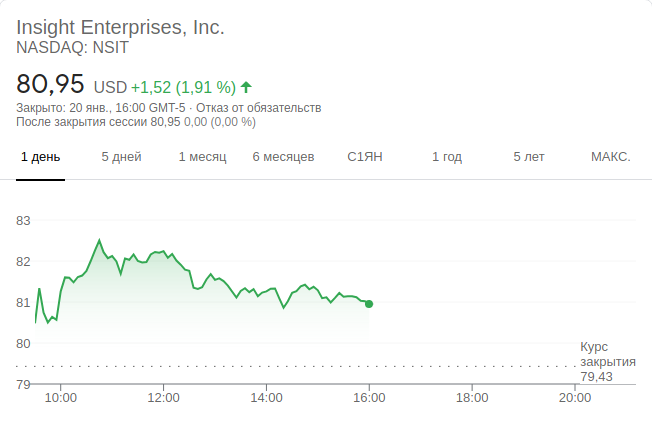 Insight Enterprises, Inc.
NASDAQ: NSIT
80,95 USD +1,52 (1,91 %)
Закрыто: 20 янв., 16:00 GMT-5 · Отказ от обязательств
После закрытия сессии 80,95 0,00 (0,00 %)
1 день 5 дней 1 месяц 6 месяцев С1ЯН 1 год 5 лет МАКС.
83
82
81
80
Курс
закрытия
79,43
79
10:00 12:00 14:00 16:00 18:00 20:00